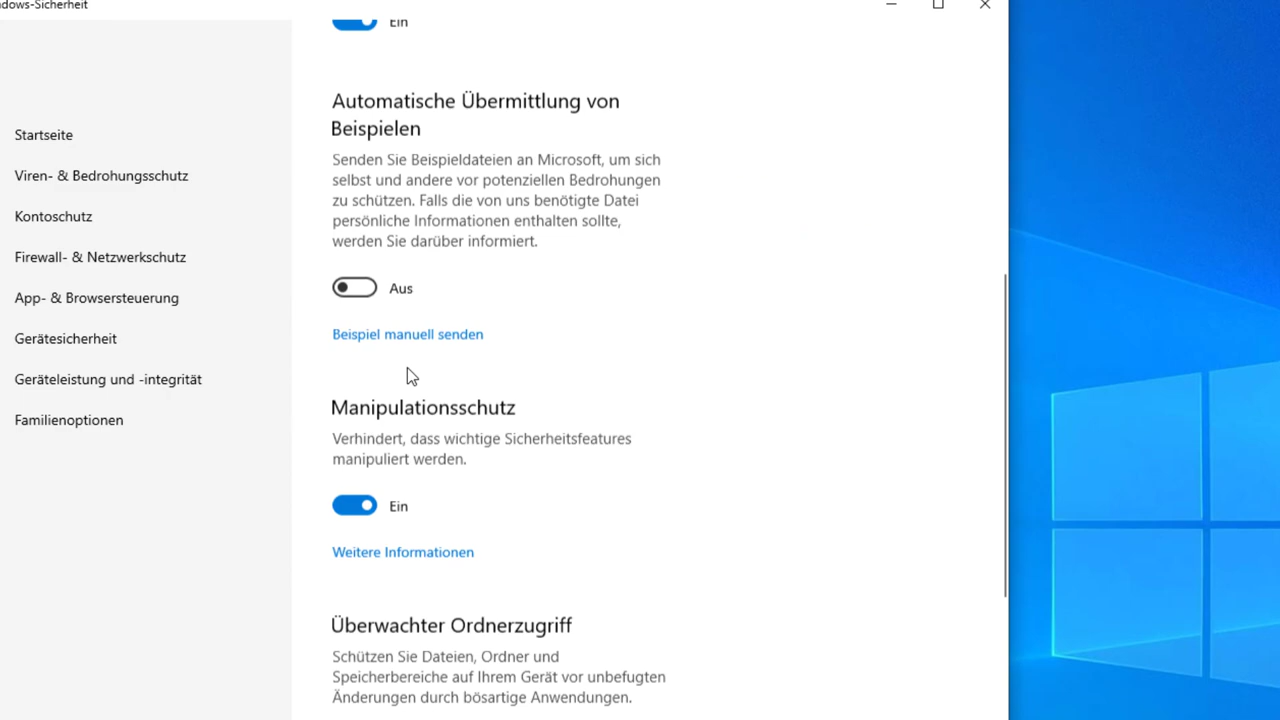 dows-Sicherheit
Ein
Startseite
Viren- & Bedrohungsschutz
Kontoschutz
Firewall- & Netzwerkschutz
App- & Browsersteuerung
Gerätesicherheit
Geräteleistung und -integrität
Familienoptionen
Automatische Übermittlung von
Beispielen
Senden Sie Beispieldateien an Microsoft, um sich
selbst und andere vor potenziellen Bedrohungen
zu schützen. Falls die von uns benötigte Datei
persönliche Informationen enthalten sollte,
werden Sie darüber informiert.
Aus
Beispiel manuell senden
Manipulationsschutz
Verhindert, dass wichtige Sicherheitsfeatures
manipuliert werden.
Ein
Weitere Informationen
Überwachter Ordnerzugriff
Schützen Sie Dateien, Ordner und
Speicherbereiche auf Ihrem Gerät vor unbefugten
Änderungen durch bösartige Anwendungen.